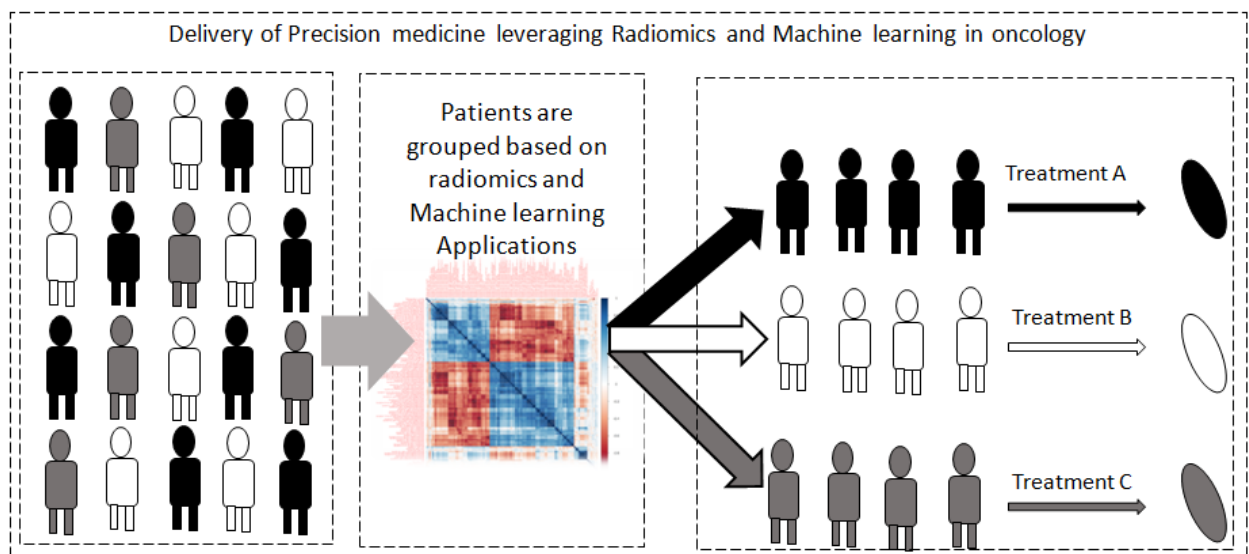 Delivery of Precision medicine leveraging Radiomics and Machine learning in oncology
Patients are
grouped based on
radiomics and
Machine learning
Applications
Treatment A
Treatment B
Treatment C